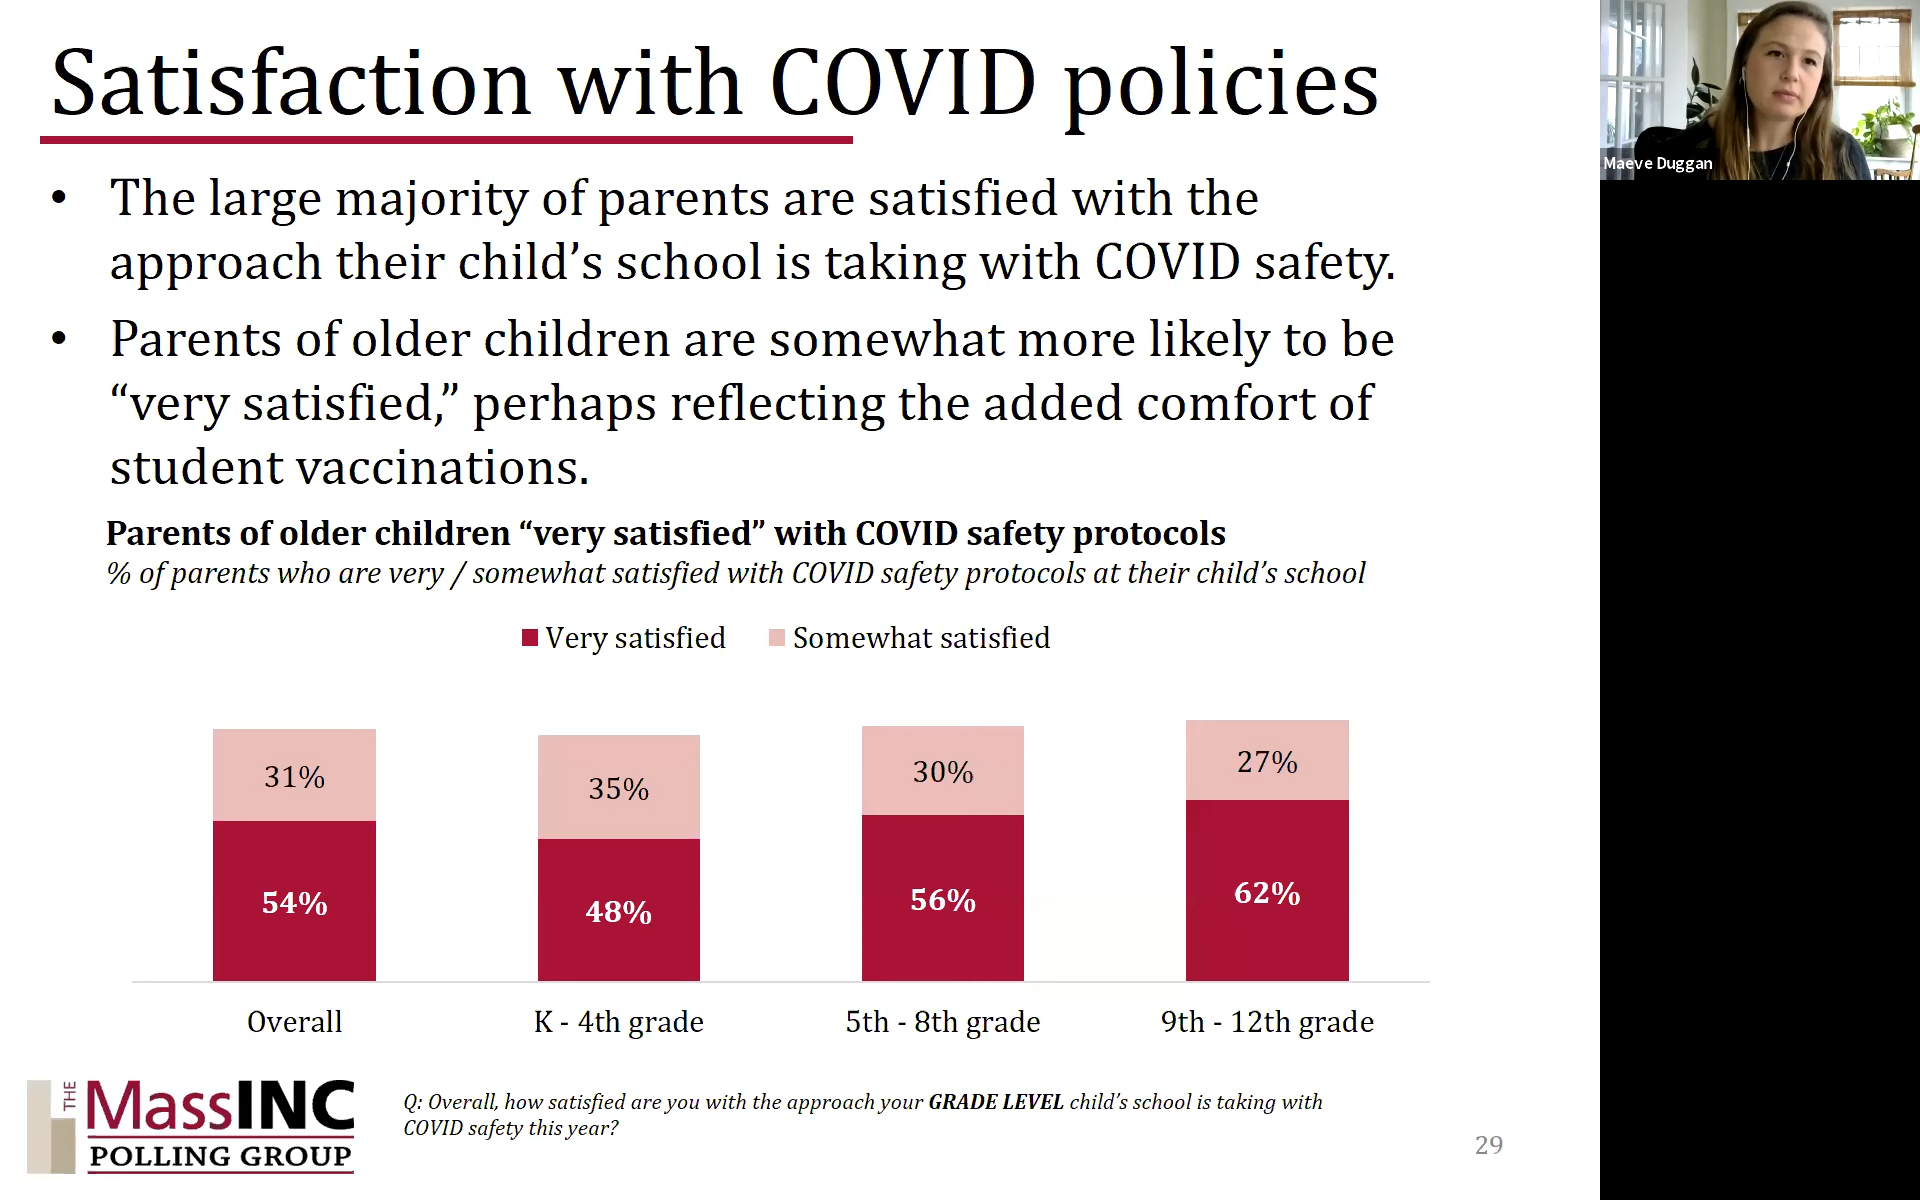 Satisfaction with COVID policies
Maeve Duggan
• The large majority of parents are satisfied with the
approach their child’s school is taking with COVID safety.
• Parents of older children are somewhat more likely to be
“very satisfied,” perhaps reflecting the added comfort of
student vaccinations.
Parents of older children “very satisfied” with COVID safety protocols
% of parents who are very / somewhat satisfied with COVID safety protocols at their child’s school
Very satisfied Somewhat satisfied
31% 35% 30% 27%
54% 48% 56% 62%
Overall K - 4th grade 5th - 8th grade 9th - 12th grade
THE MassINC
POLLING GROUP
Q: Overall, how satisfied are you with the approach your GRADE LEVEL child’s school is taking with
COVID safety this year?
29